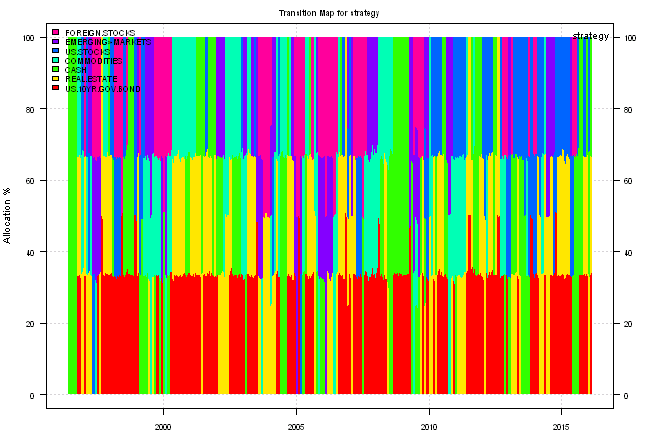 Transition Map for strategy
strategy
FOREIGN.STOCKS
EMERGING>MARKETS
US.STOCKS
COMMODITIES
CASH
REAL.ESTATE
US.10YR.GOV.BOND
Allocation %
100
80
60
40
20
0
100
80
60
40
20
0
2000 2005 2010 2015